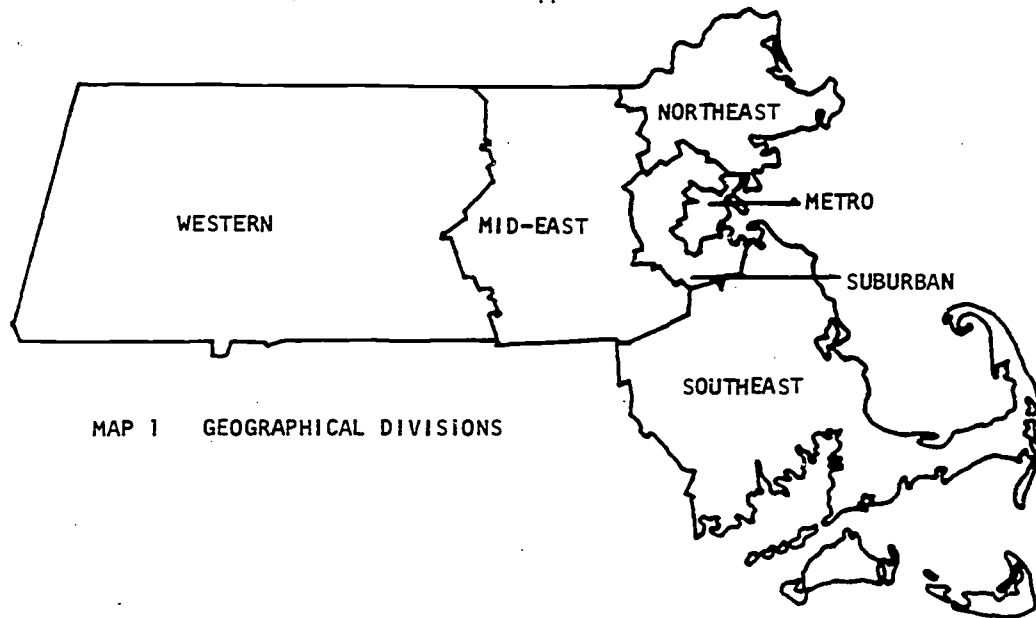 NORTHEAST
METRO
WESTERN
MID-EAST
SUBURBAN
SOUTHEAST
MAP 1 GEOGRAPHICAL DIVISIONS